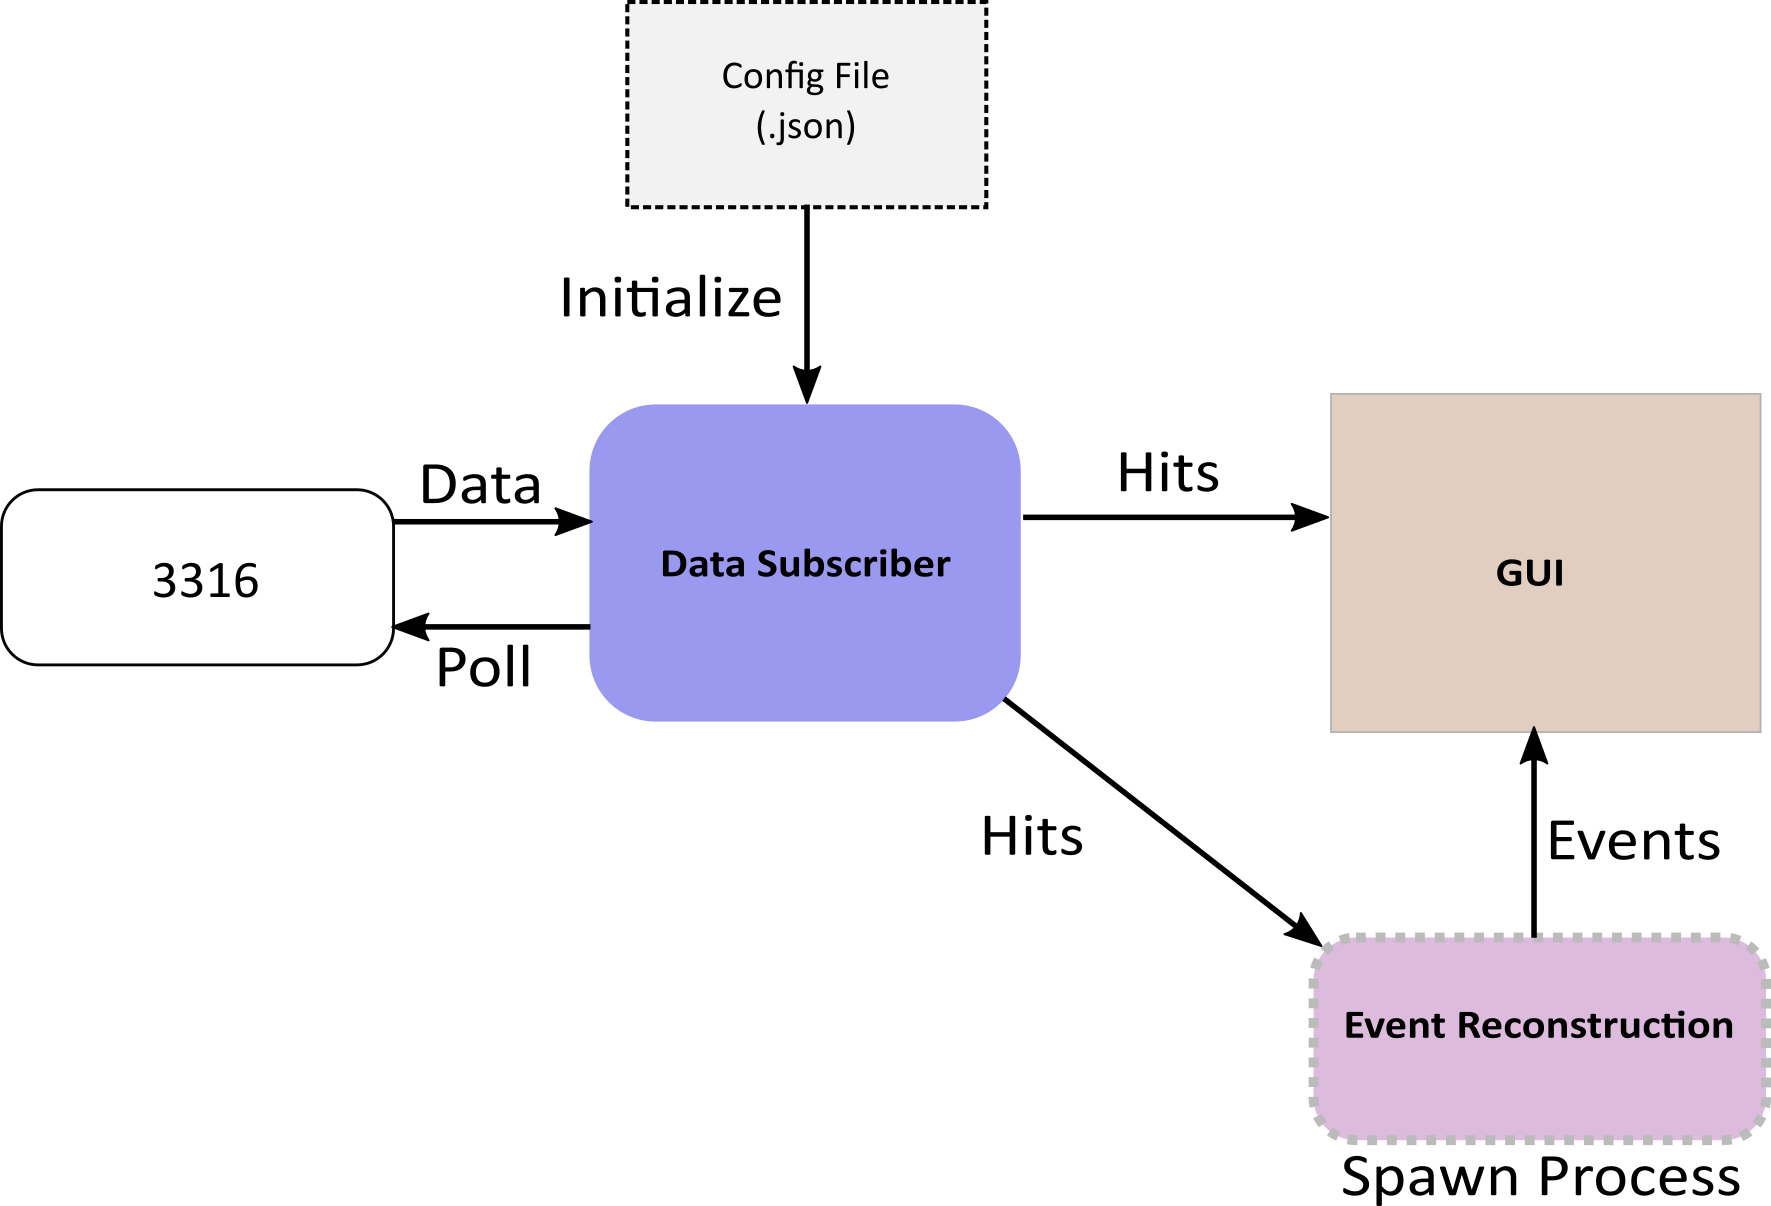 Config File
(.json)
Initialize
Data
3316
Poll
Data Subscriber
Hits
GUI
Hits
Events
Event Reconstruction
Spawn Process